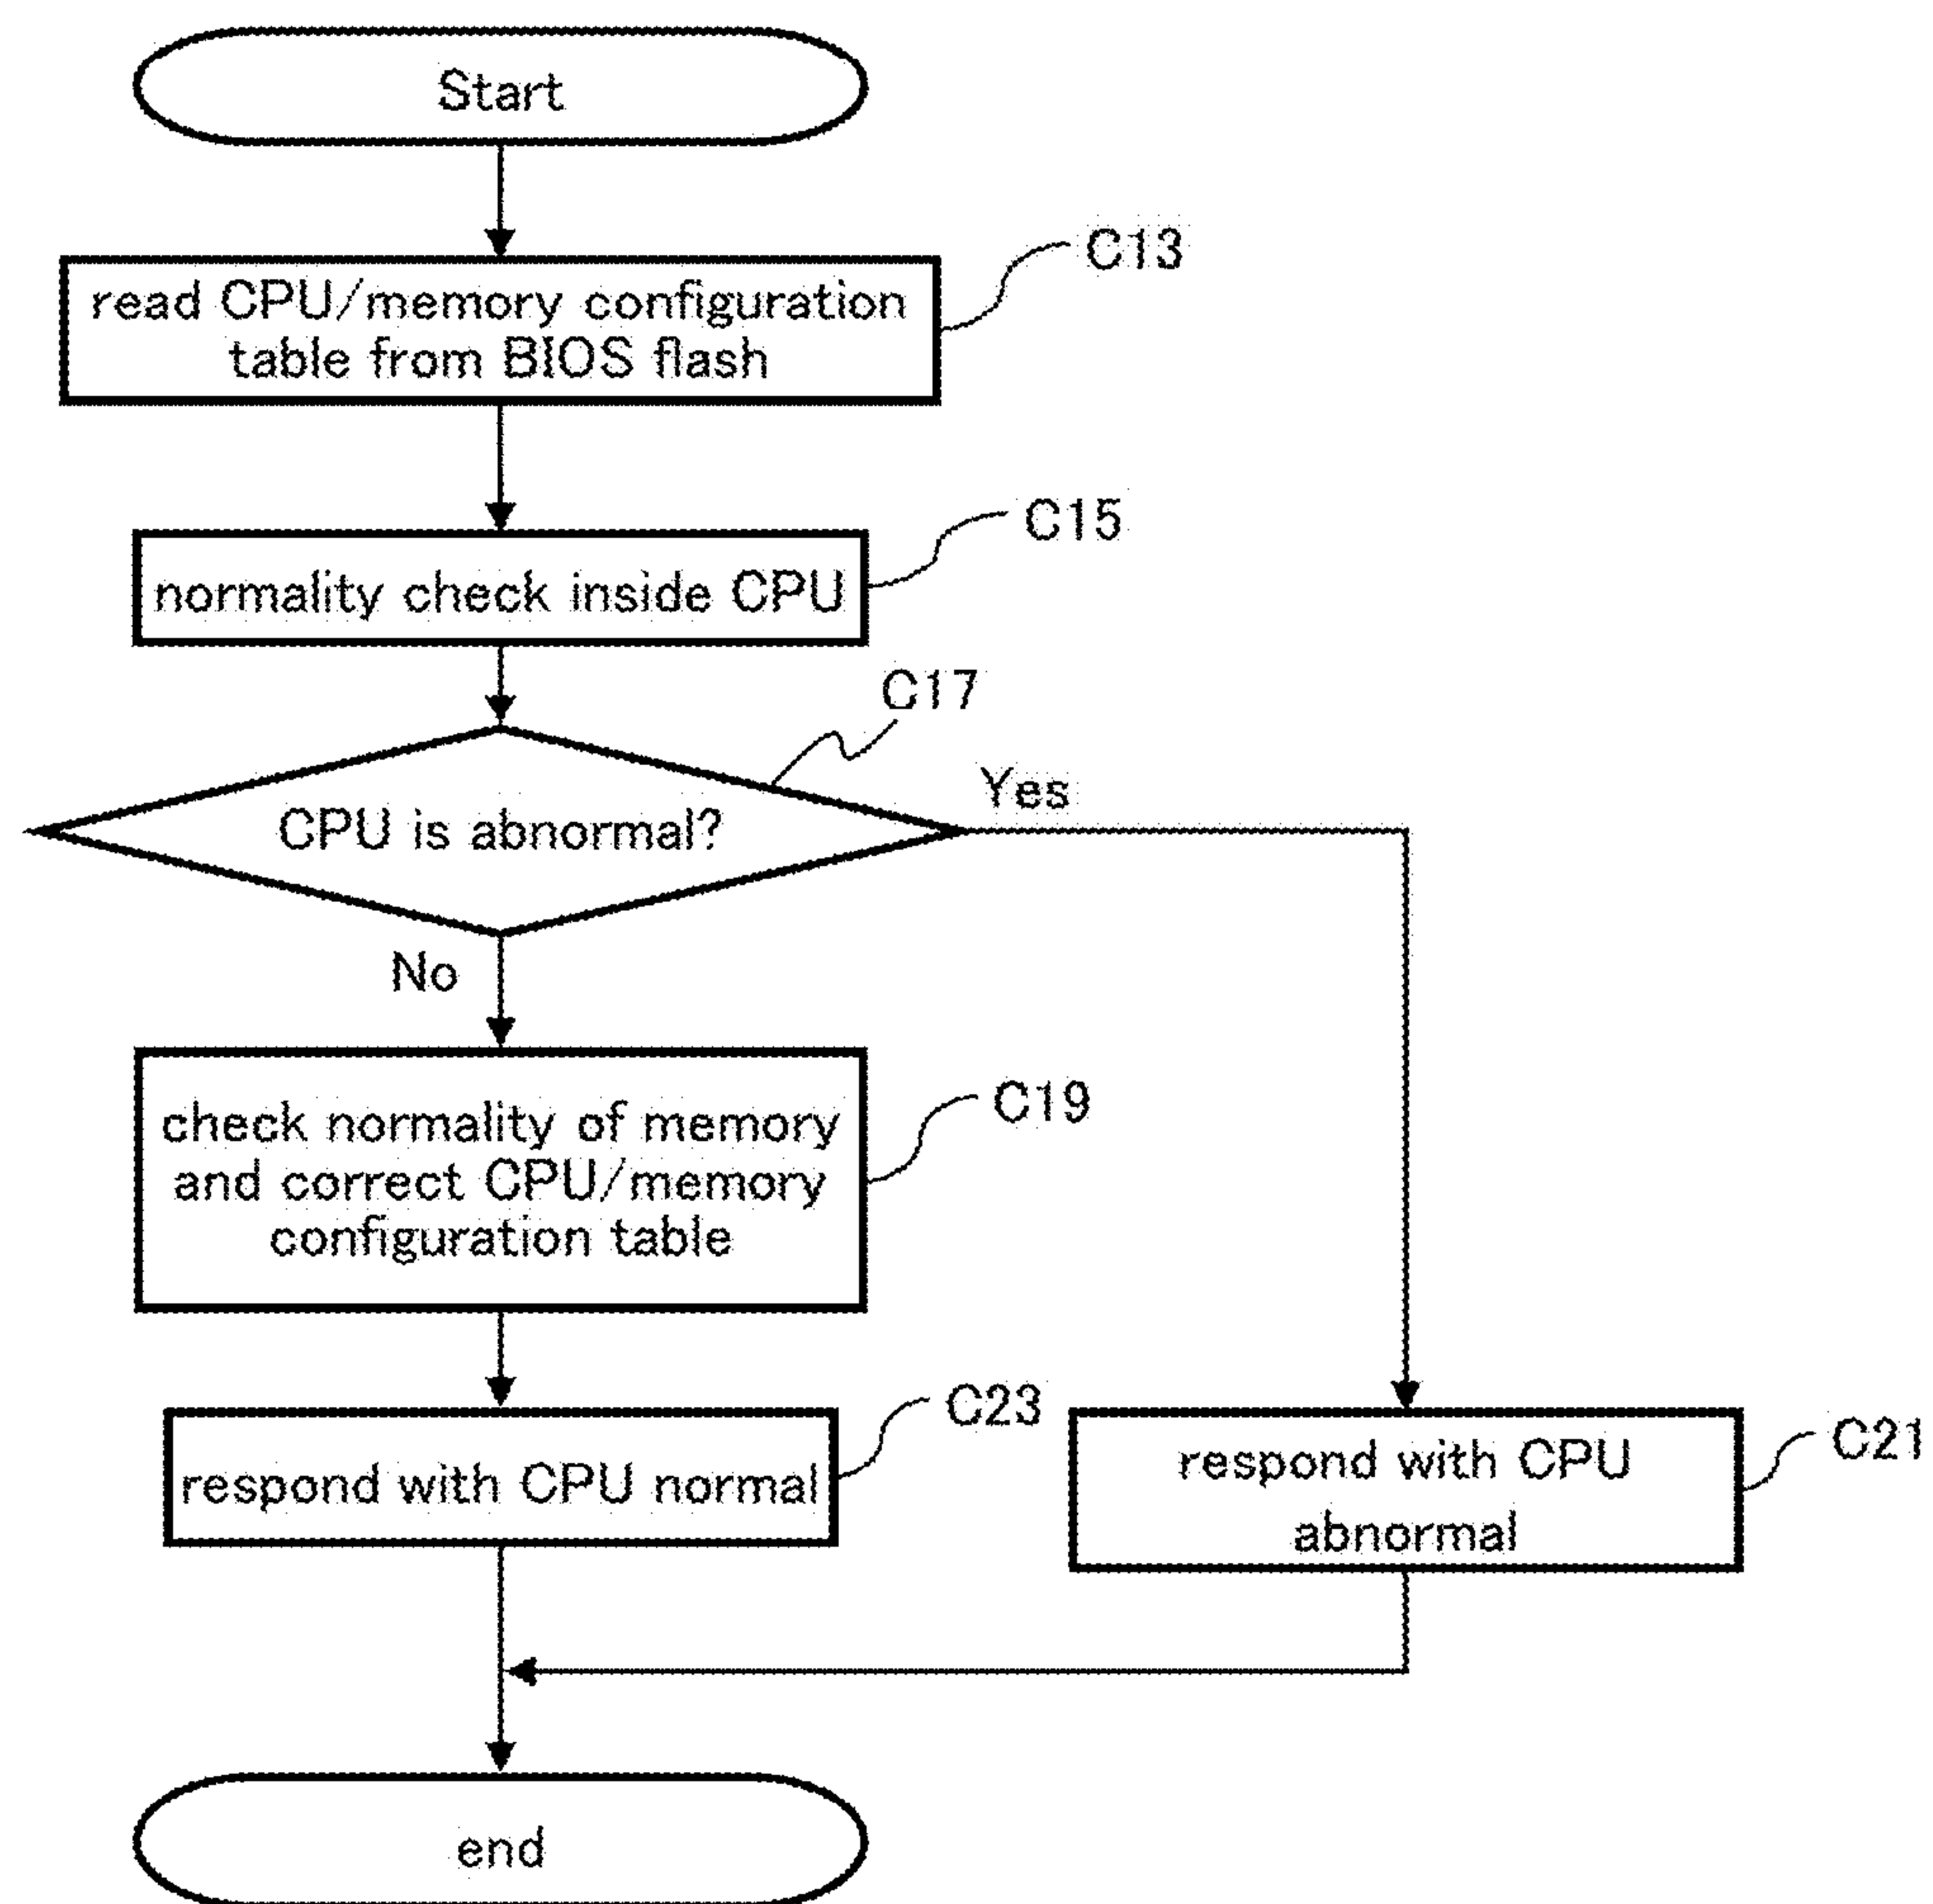 Start
C13
read CPU/memory configuration
table from BIOS flash
C15
normality check inside CPU
C17
Yes
CPU is abnormal?
No
C19
check normality of memory
and correct CPU/memory
configuration table
C23
respond with CPU normal
C21
respond with CPU
abnormal
end